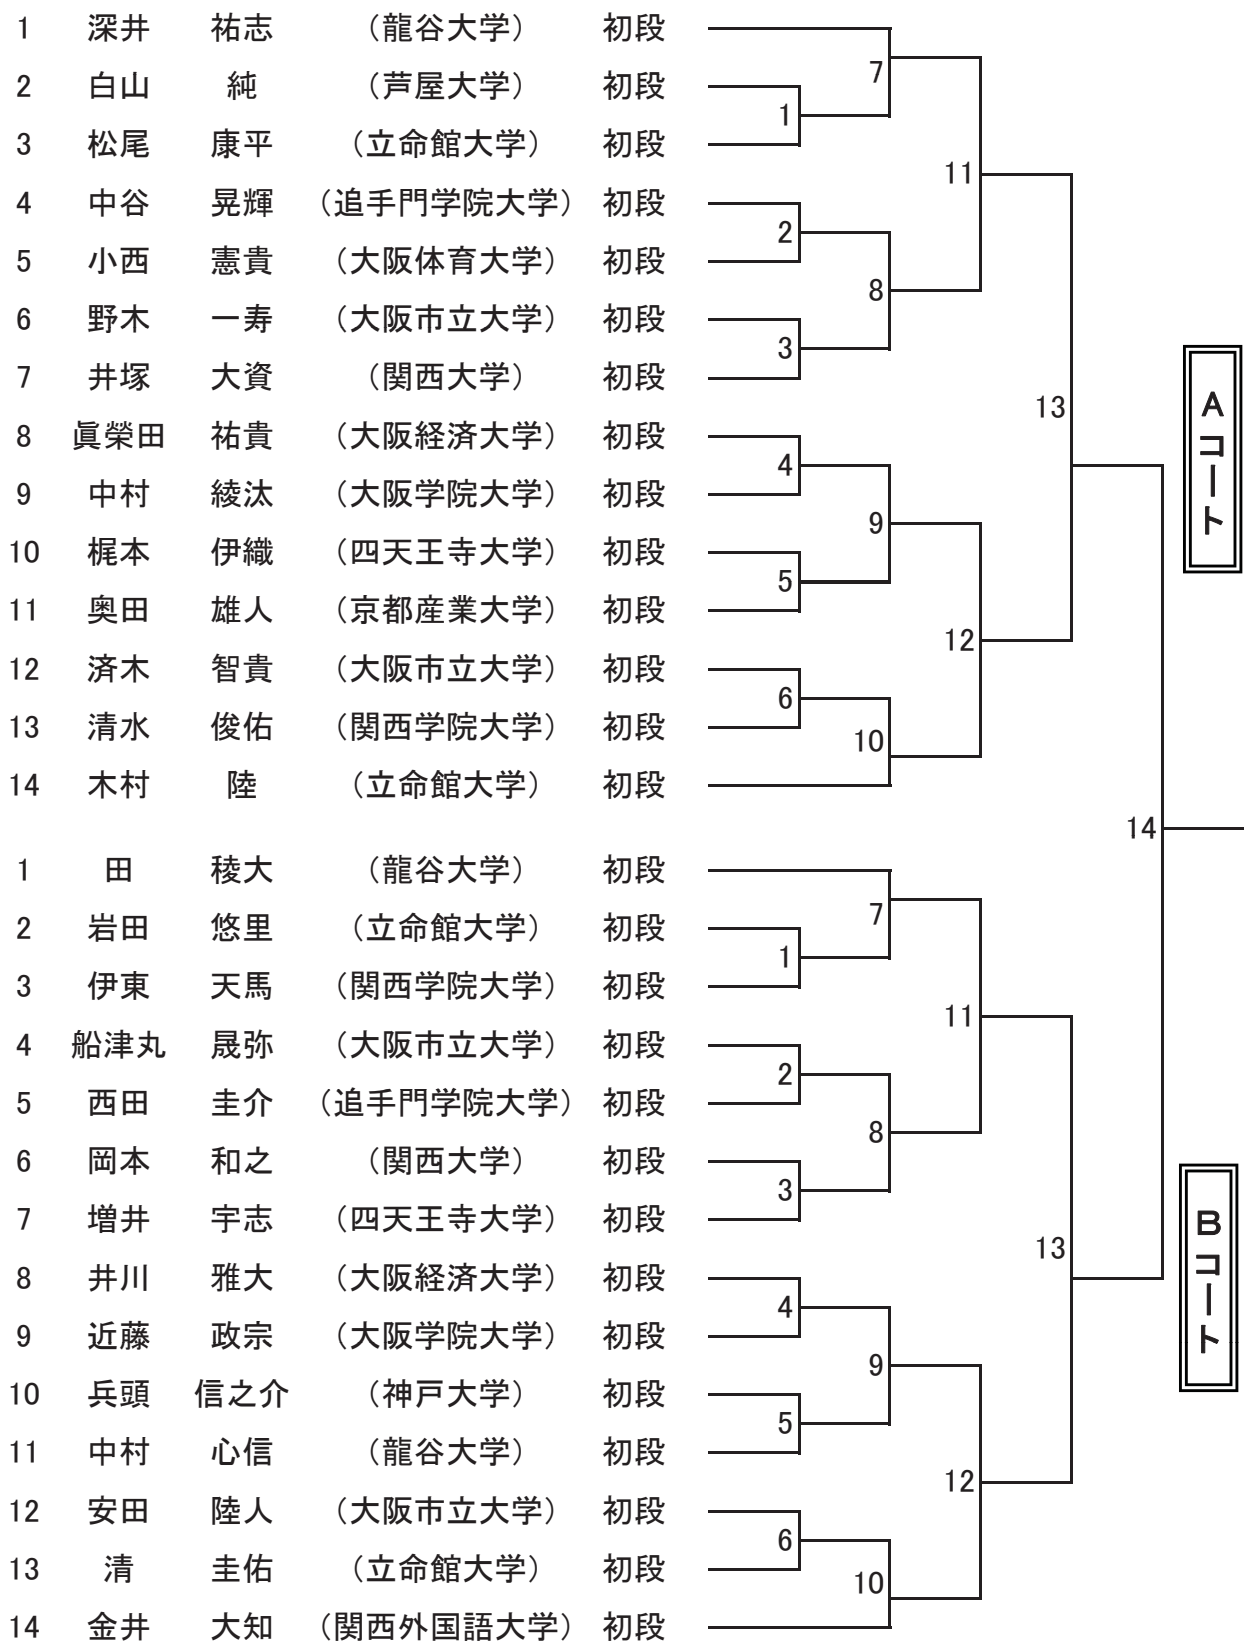 1 深井 祐志 （龍谷大学） 初段
7
2 白山 純 （芦屋大学） 初段
1
3 松尾 康平 （立命館大学） 初段
11
4 中谷 晃輝 （追手門学院大学） 初段
2
5 小西 憲貴 （大阪体育大学） 初段
8
6 野木 一寿 （大阪市立大学） 初段
3
7 井塚 大資 （関西大学） 初段
13
Aコート
8 眞榮田 祐貴 （大阪経済大学） 初段
4
9 中村 綾汰 （大阪学院大学） 初段
9
10 梶本 伊織 （四天王寺大学） 初段
5
11 奥田 雄人 （京都産業大学） 初段
12
12 済木 智貴 （大阪市立大学） 初段
6
13 清水 俊佑 （関西学院大学） 初段
10
14 木村 陸 （立命館大学） 初段
14
1 田 稜大 （龍谷大学） 初段
7
2 岩田 悠里 （立命館大学） 初段
1
3 伊東 天馬 （関西学院大学） 初段
11
4 船津丸 晟弥 （大阪市立大学） 初段
2
5 西田 圭介 （追手門学院大学） 初段
8
6 岡本 和之 （関西大学） 初段
3
7 増井 宇志 （四天王寺大学） 初段
13
Bコート
8 井川 雅大 （大阪経済大学） 初段
4
9 近藤 政宗 （大阪学院大学） 初段
9
10 兵頭 信之介 （神戸大学） 初段
5
11 中村 心信 （龍谷大学） 初段
12
12 安田 陸人 （大阪市立大学） 初段
6
13 清 圭佑 （立命館大学） 初段
10
14 金井 大知 （関西外国語大学） 初段